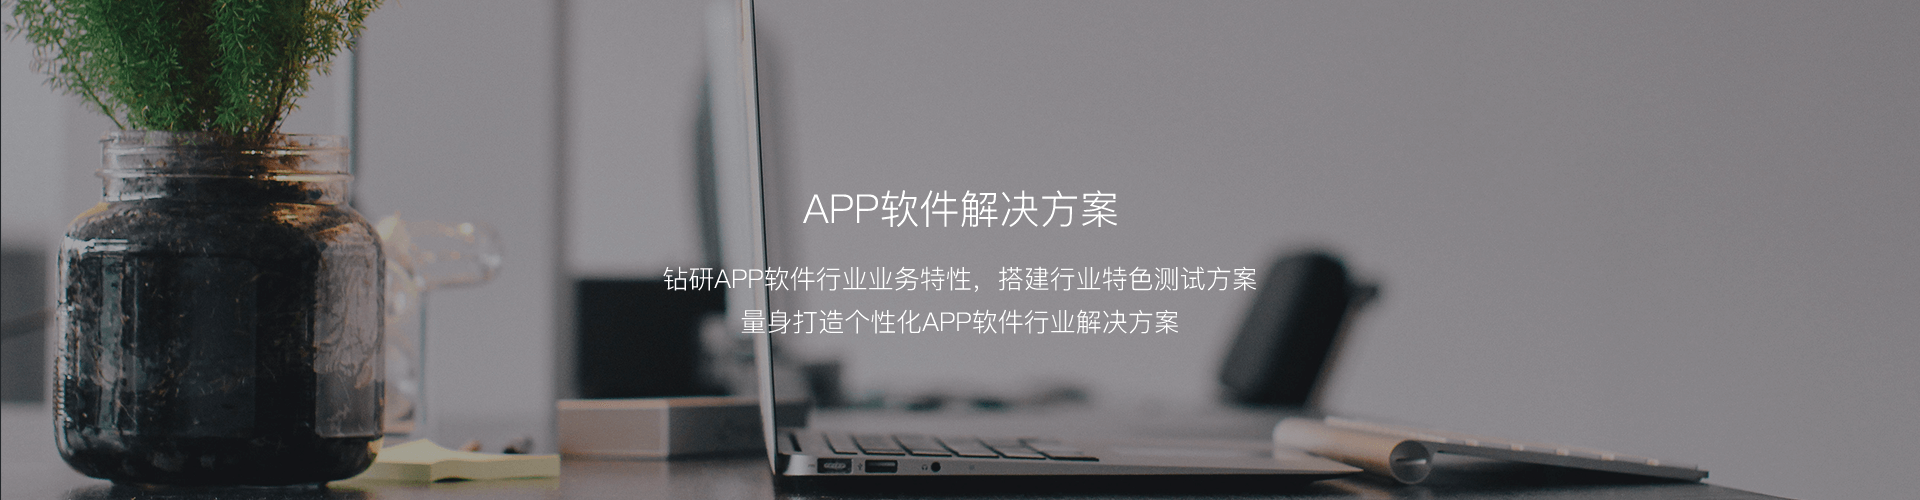 APP软件解决方案
钻研APP软件行业业务特性，搭建行业特色测试方案
量身打造个性化APP软件行业解决方案